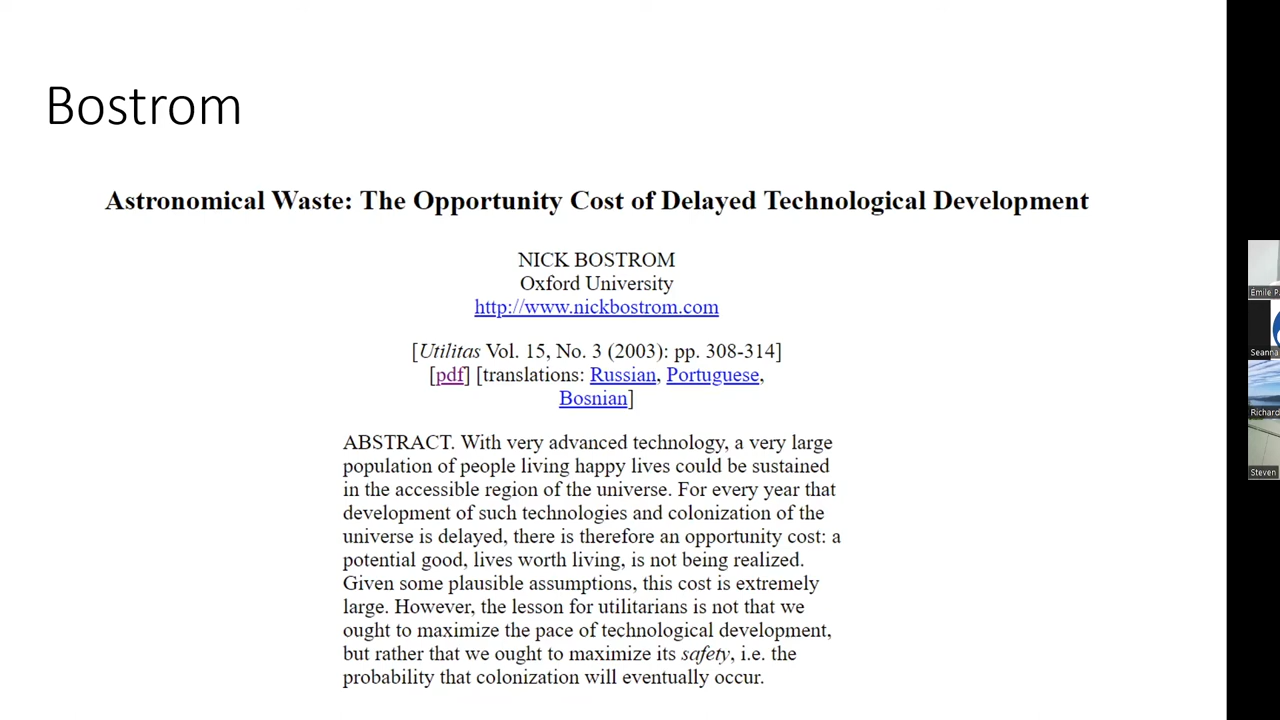 Bostrom
Astronomical Waste: The Opportunity Cost of Delayed Technological Development
NICK BOSTROM
Oxford University
http://www.nickbostrom.com
[Utilitas Vol. 15, No. 3 (2003): pp. 308-314]
[pdf] [translations: Russian, Portuguese,
Bosnian]
ABSTRACT. With very advanced technology, a very large
population of people living happy lives could be sustained
in the accessible region of the universe. For every year that
development of such technologies and colonization of the
universe is delayed, there is therefore an opportunity cost: a
potential good, lives worth living, is not being realized.
Given some plausible assumptions, this cost is extremely
large. However, the lesson for utilitarians is not that we
ought to maximize the pace of technological development,
but rather that we ought to maximize its safety, i.e. the
probability that colonization will eventually occur.
Émile P
Seanna
Richard
Steven